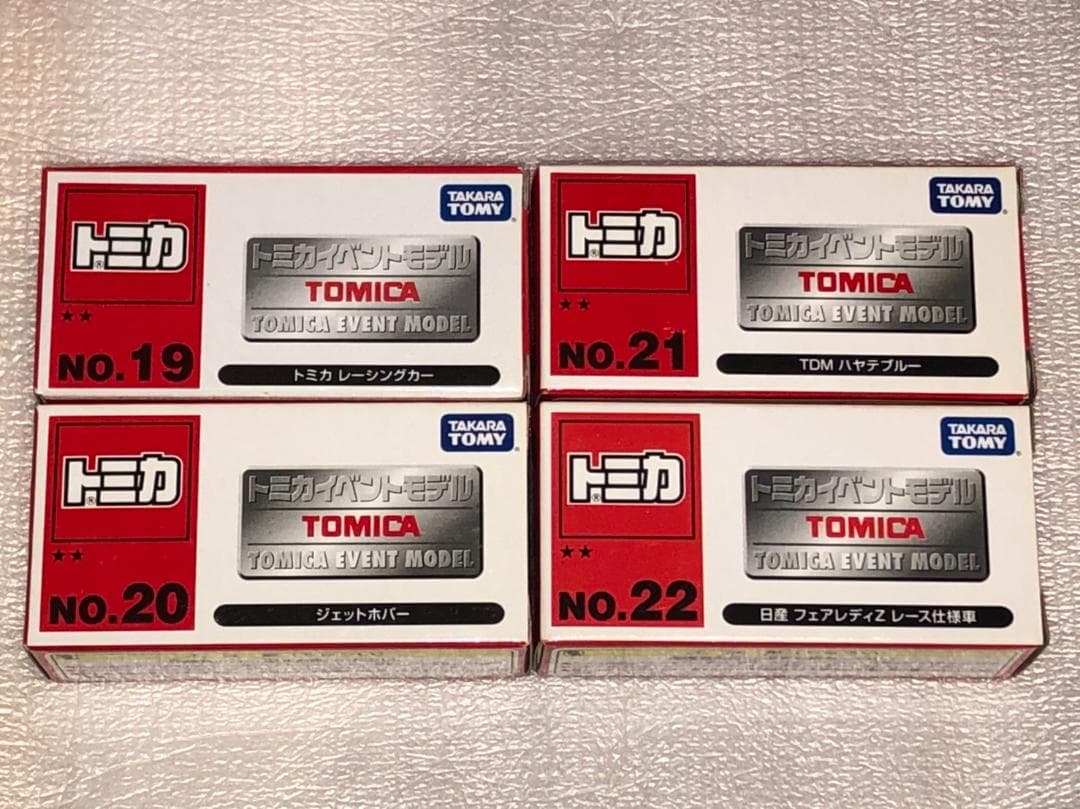 トミカ
®
NO.19
TAKARA
TOMY
トミカイベントモデル
TOMICA
TOMICA EVENT MODEL
トミカ レーシングカー
トミカ
®
NO.21
TAKARA
TOMY
トミカイベントモデル
TOMICA
TOMICA EVENT MODEL
TDM ハヤテブルー
トミカ
®
NO.20
TAKARA
TOMY
トミカイベントモデル
TOMICA
TOMICA EVENT MODEL
ジェットホバー
トミカ
®
NO.22
TAKARA
TOMY
トミカイベントモデル
TOMICA
TOMICA EVENT MODEL
日産 フェアレディZ レース仕様車